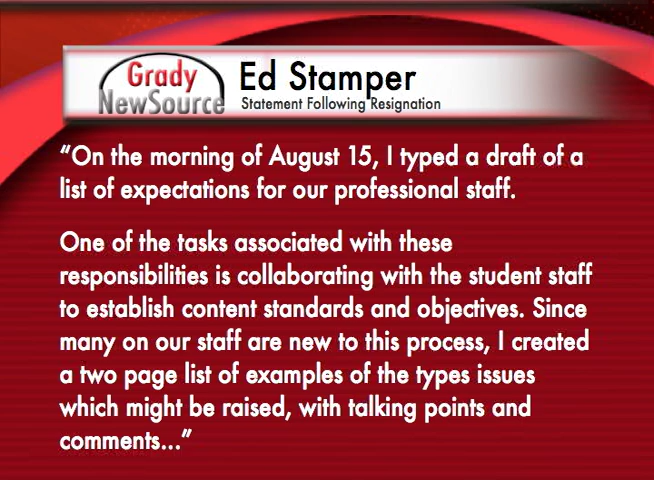 Grady
NewSource
Ed Stamper
Statement Following Resignation
“On the morning of August 15, I typed a draft of a
list of expectations for our professional staff.
One of the tasks associated with these
responsibilities is collaborating with the student staff
to establish content standards and objectives. Since
many on our staff are new to this process, I created
a two page list of examples of the types issues
which might be raised, with talking points and
comments...”